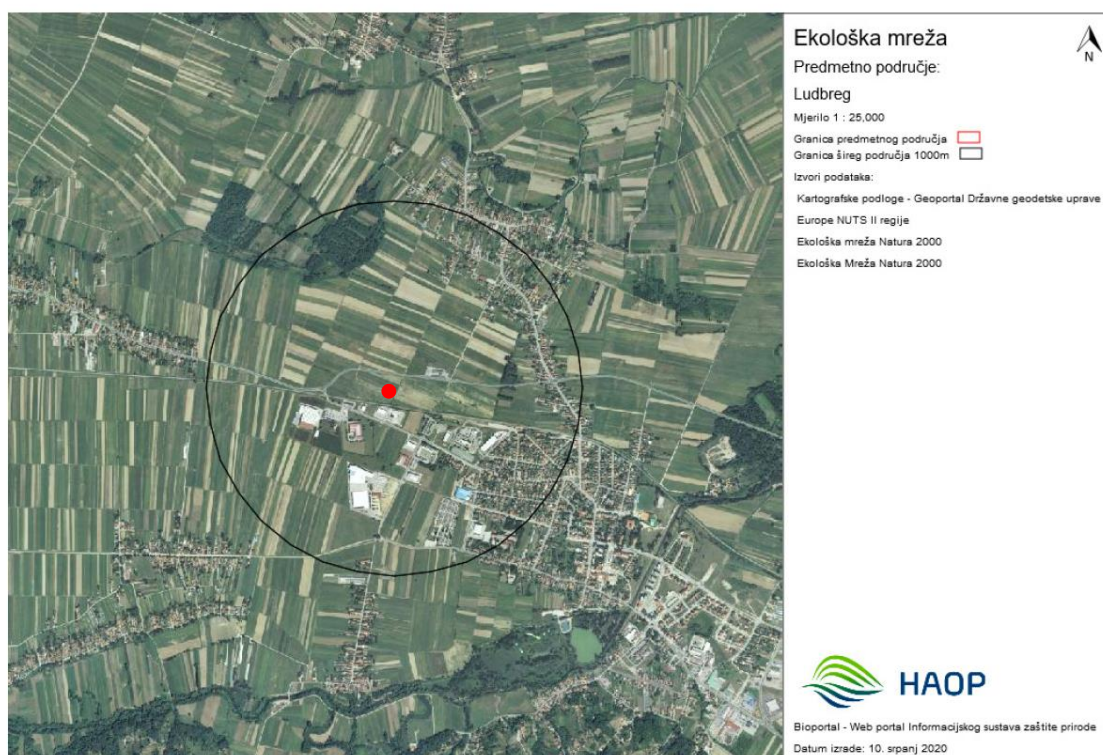 Ekološka mreža
N
Predmetno područje:
Ludbreg
Mjerilo 1 : 25,000
Granica predmetnog područja
Granica šireg područja 1000m
Izvori podataka:
Kartografske podloge - Geoportal Državne geodetske uprave
Europe NUTS II regije
Ekološka mreža Natura 2000
Ekološka Mreža Natura 2000
HAOP
Bioportal - Web portal Informacijskog sustava zaštite prirode
Datum izrade: 10. srpanj 2020